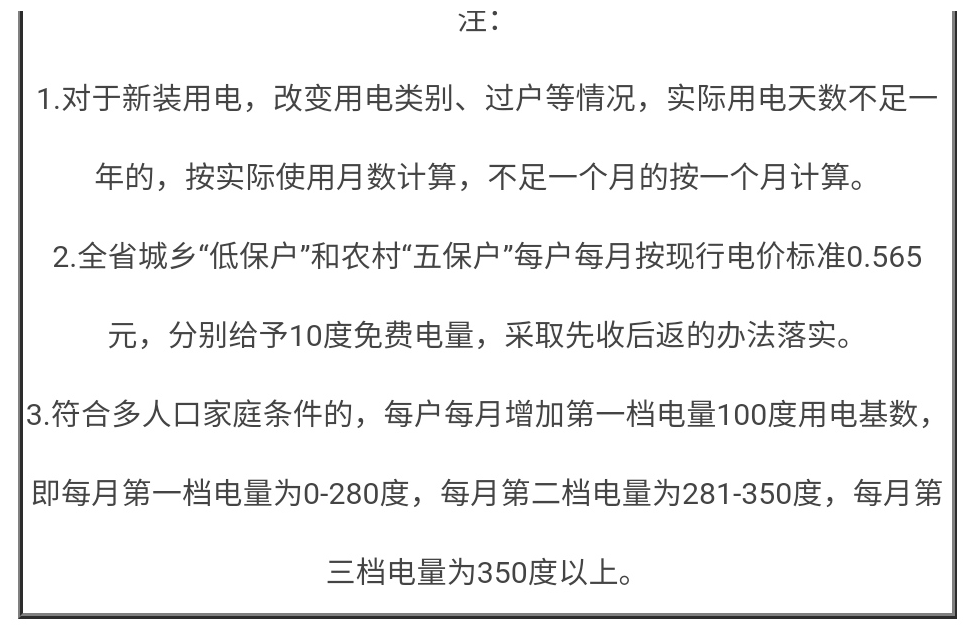 注：
1.对于新装用电，改变用电类别、过户等情况，实际用电天数不足一
年的，按实际使用月数计算，不足一个月的按一个月计算。
2.全省城乡“低保户”和农村“五保户”每户每月按现行电价标准0.565
元，分别给予10度免费电量，采取先收后返的办法落实。
3.符合多人口家庭条件的，每户每月增加第一档电量100度用电基数，
即每月第一档电量为0-280度，每月第二档电量为281-350度，每月第
三档电量为350度以上。